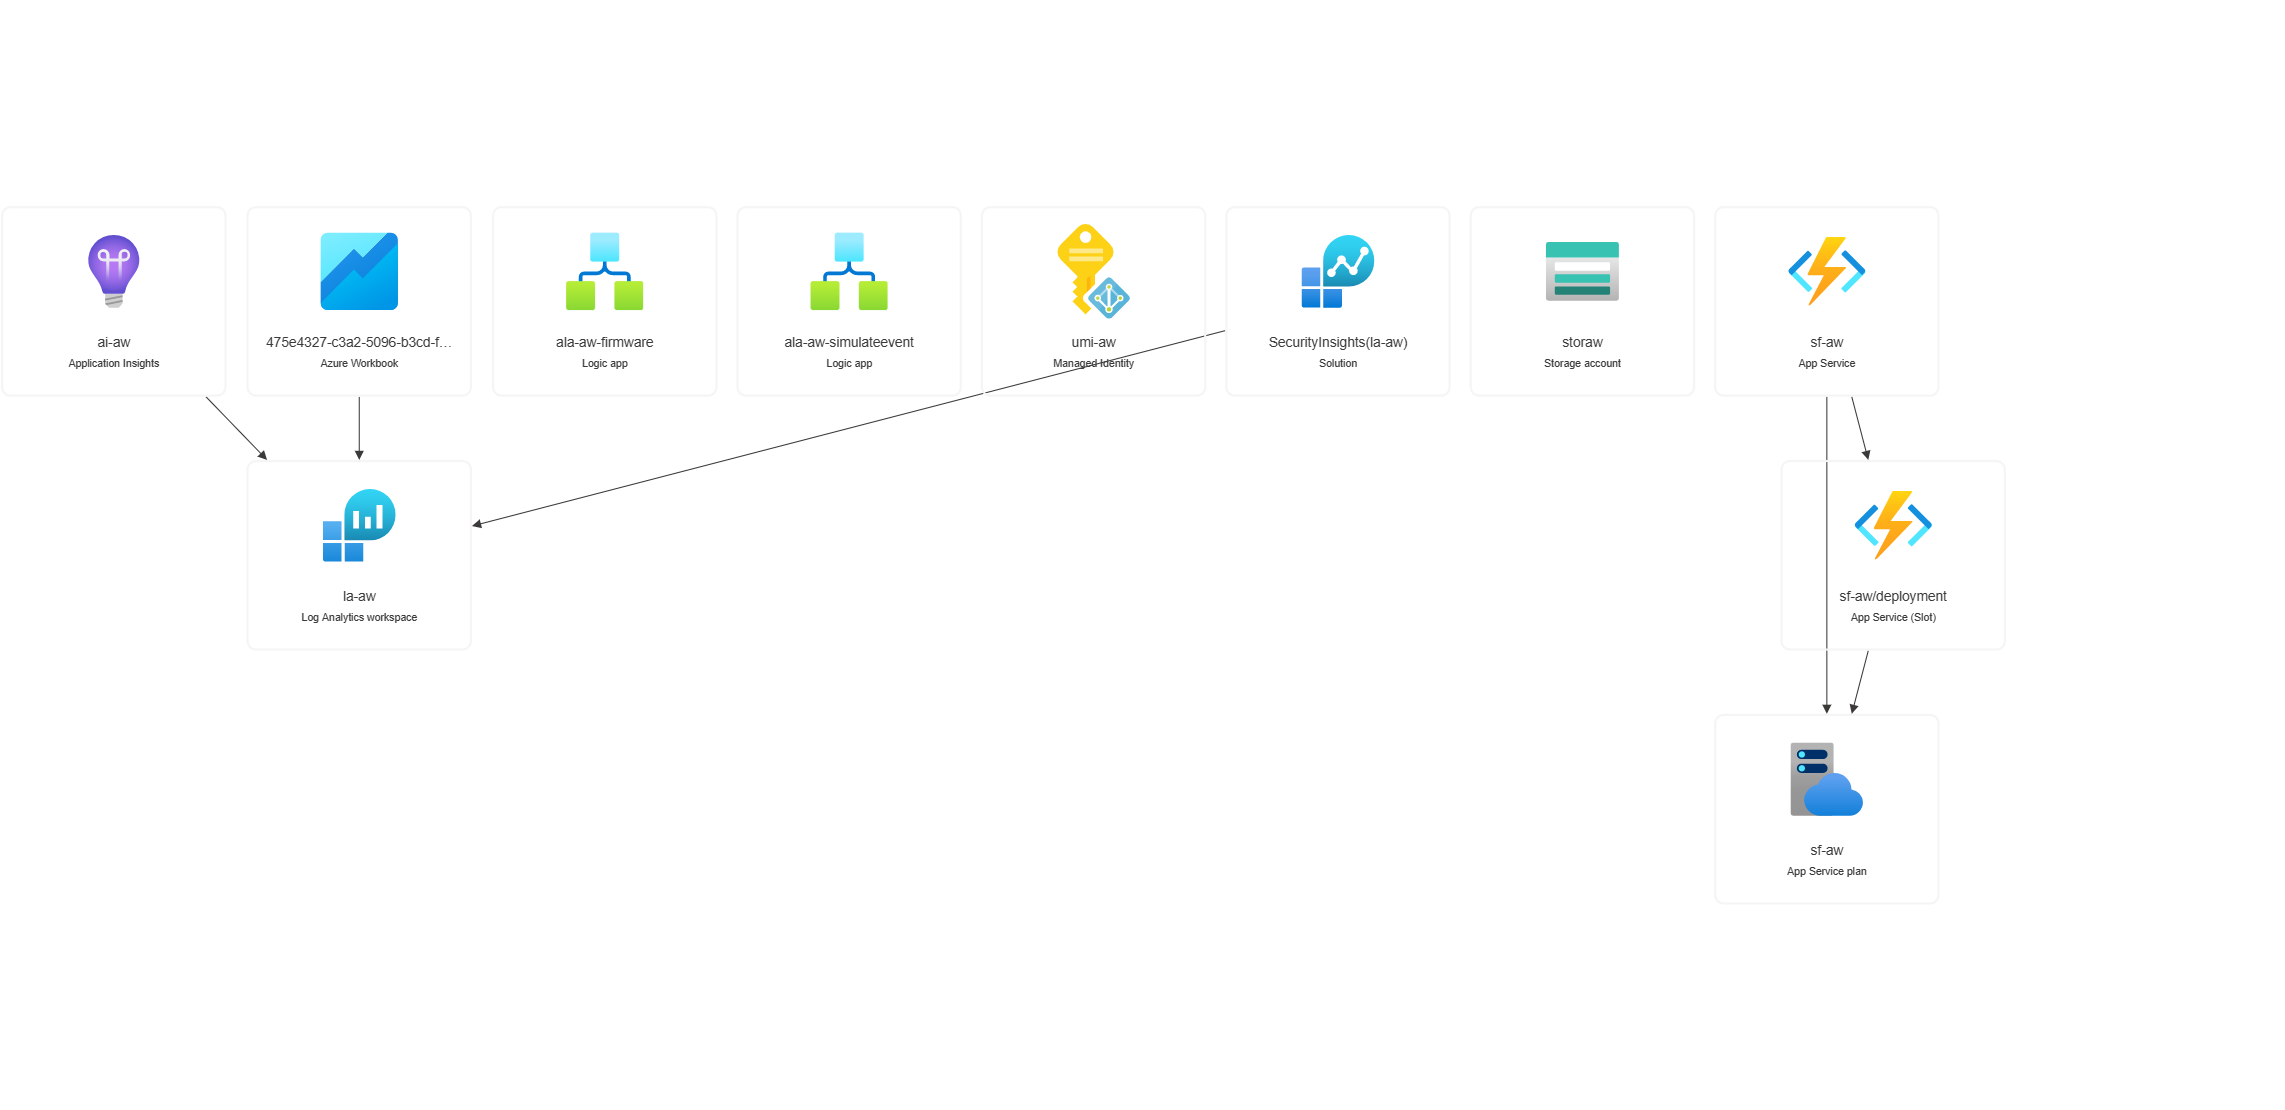 ai-aw
Application Insights
475e4327-c3a2-5096-b3cd-f...
Azure Workbook
ala-aw-firmware
Logic app
ala-aw-simulateevent
Logic app
umi-aw
Managed Identity
SecurityInsights(la-aw)
Solution
storaw
Storage account
sf-aw
App Service
la-aw
Log Analytics workspace
sf-aw/deployment
App Service (Slot)
sf-aw
App Service plan